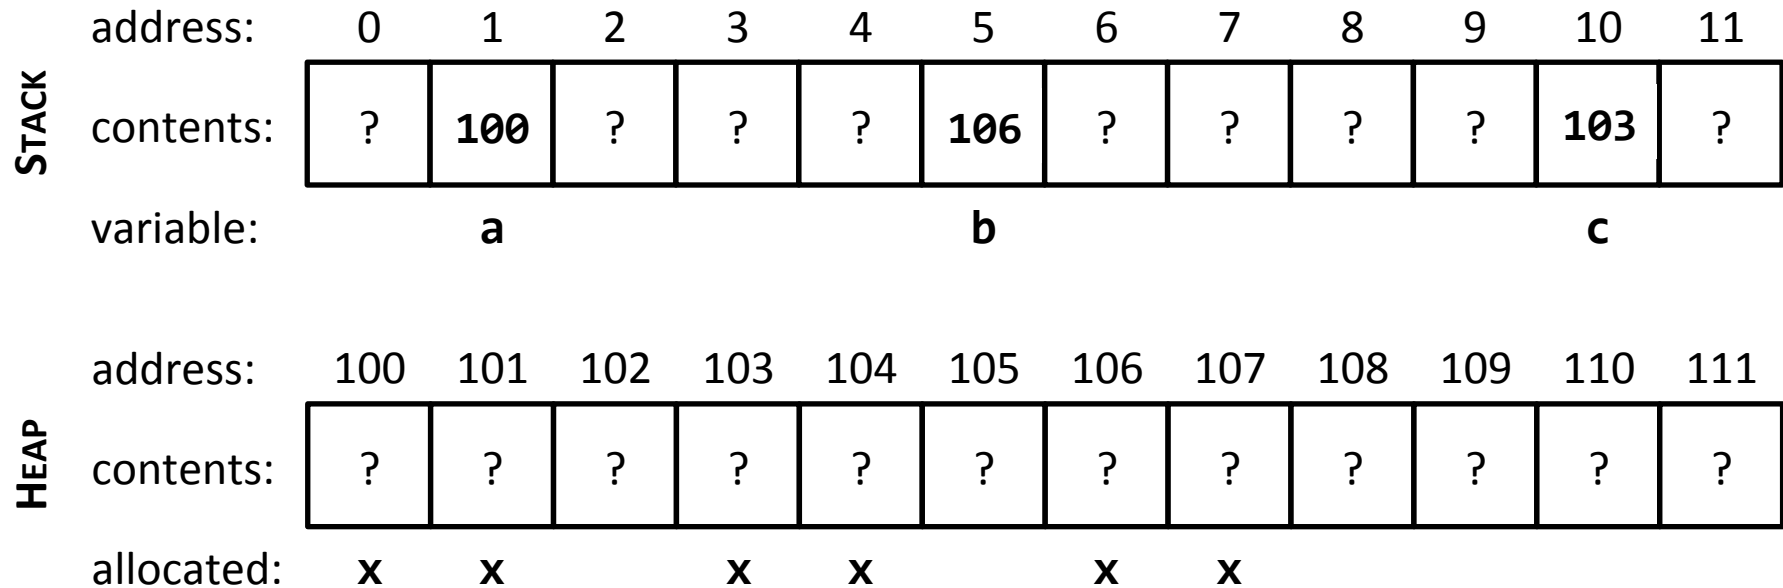 address: 0 1 2 3 4 5 6 7 8 9 10 11
STACK
contents: ? 100 ? ? ? 106 ? ? ? ? 103 ?
variable: a b c
address: 100 101 102 103 104 105 106 107 108 109 110 111
HEAP
contents: ? ? ? ? ? ? ? ? ? ? ? ?
allocated: x x x x x x